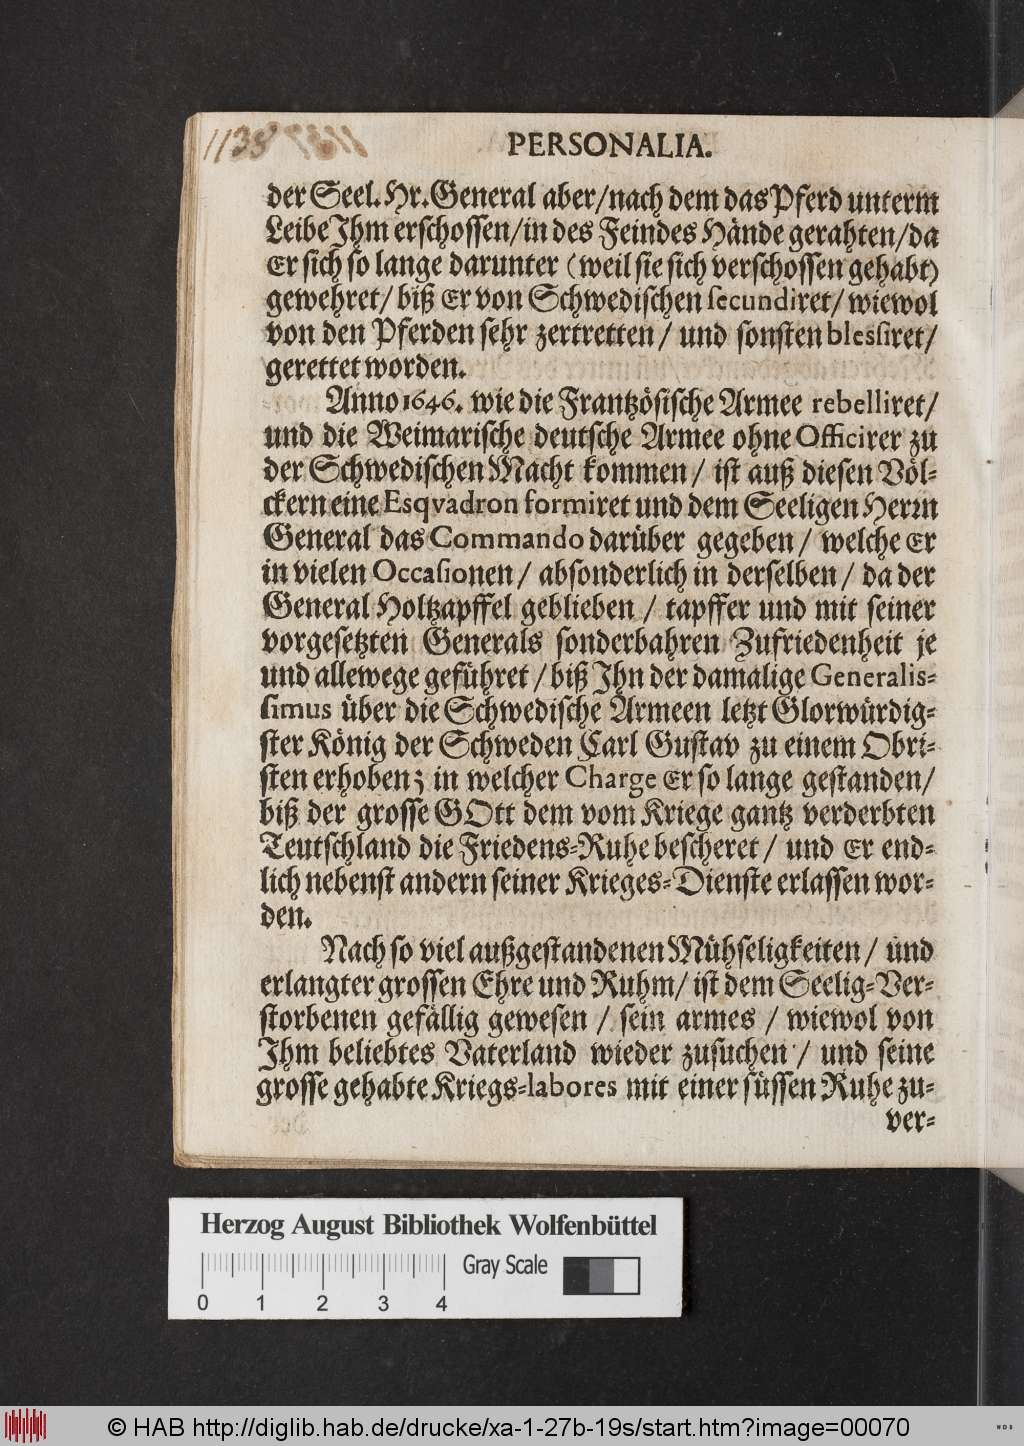 1138
PERSONALIA.
der Seel. Hr. General aber/nach dem das Pferd unterm
Leibe Ihm erschossen/in des Feindes Hände gerahten/da
Er sich so lange darunter (weil sie sich verschossen gehabt)
gewehret/ biß Er von Schwedischen secundiret/ wiewol
von den Pferden sehr zertretten / und sonsten blessiret/
gerettet worden.
Anno 1646. wie die Frantzösische Armee rebelliret/
und die Weimarische deutsche Armee ohne Officirer zu
der Schwedischen Macht kommen / ist auß diesen Völ-
ckern eine Esqvadron formiret und dem Seeligen Herrn
General das Commando darüber gegeben / welche Er
in vielen Occasionen / absonderlich in derselben / da der
General Holtzapffel geblieben / tapffer und mit seiner
vorgesetzten Generals sonderbahren Zufriedenheit je
und allewege geführet / biß Ihn der damalige Generalis-
simus über die Schwedische Armeen letzt Glorwürdig-
ster König der Schweden Carl Gustav zu einem Obri-
sten erhoben; in welcher Charge Er so lange gestanden/
biß der grosse GOtt dem vom Kriege gantz verderbten
Teutschland die Friedens-Ruhe bescheret / und Er end-
lich nebenst andern seiner Krieges-Dienste erlassen wor-
den.
Nach so viel außgestandenen Mühseligkeiten / und
erlangter grossen Ehre und Ruhm/ ist dem Seelig-Ver-
storbenen gefällig gewesen / sein armes / wiewol von
Ihm beliebtes Vaterland wieder zusuchen / und seine
grosse gehabte Kriegs-labores mit einer süssen Ruhe zu-
ver-
Herzog August Bibliothek Wolfenbüttel
Gray Scale
0 1 2 3 4
© HAB http://diglib.hab.de/drucke/xa-1-27b-19s/start.htm?image=00070